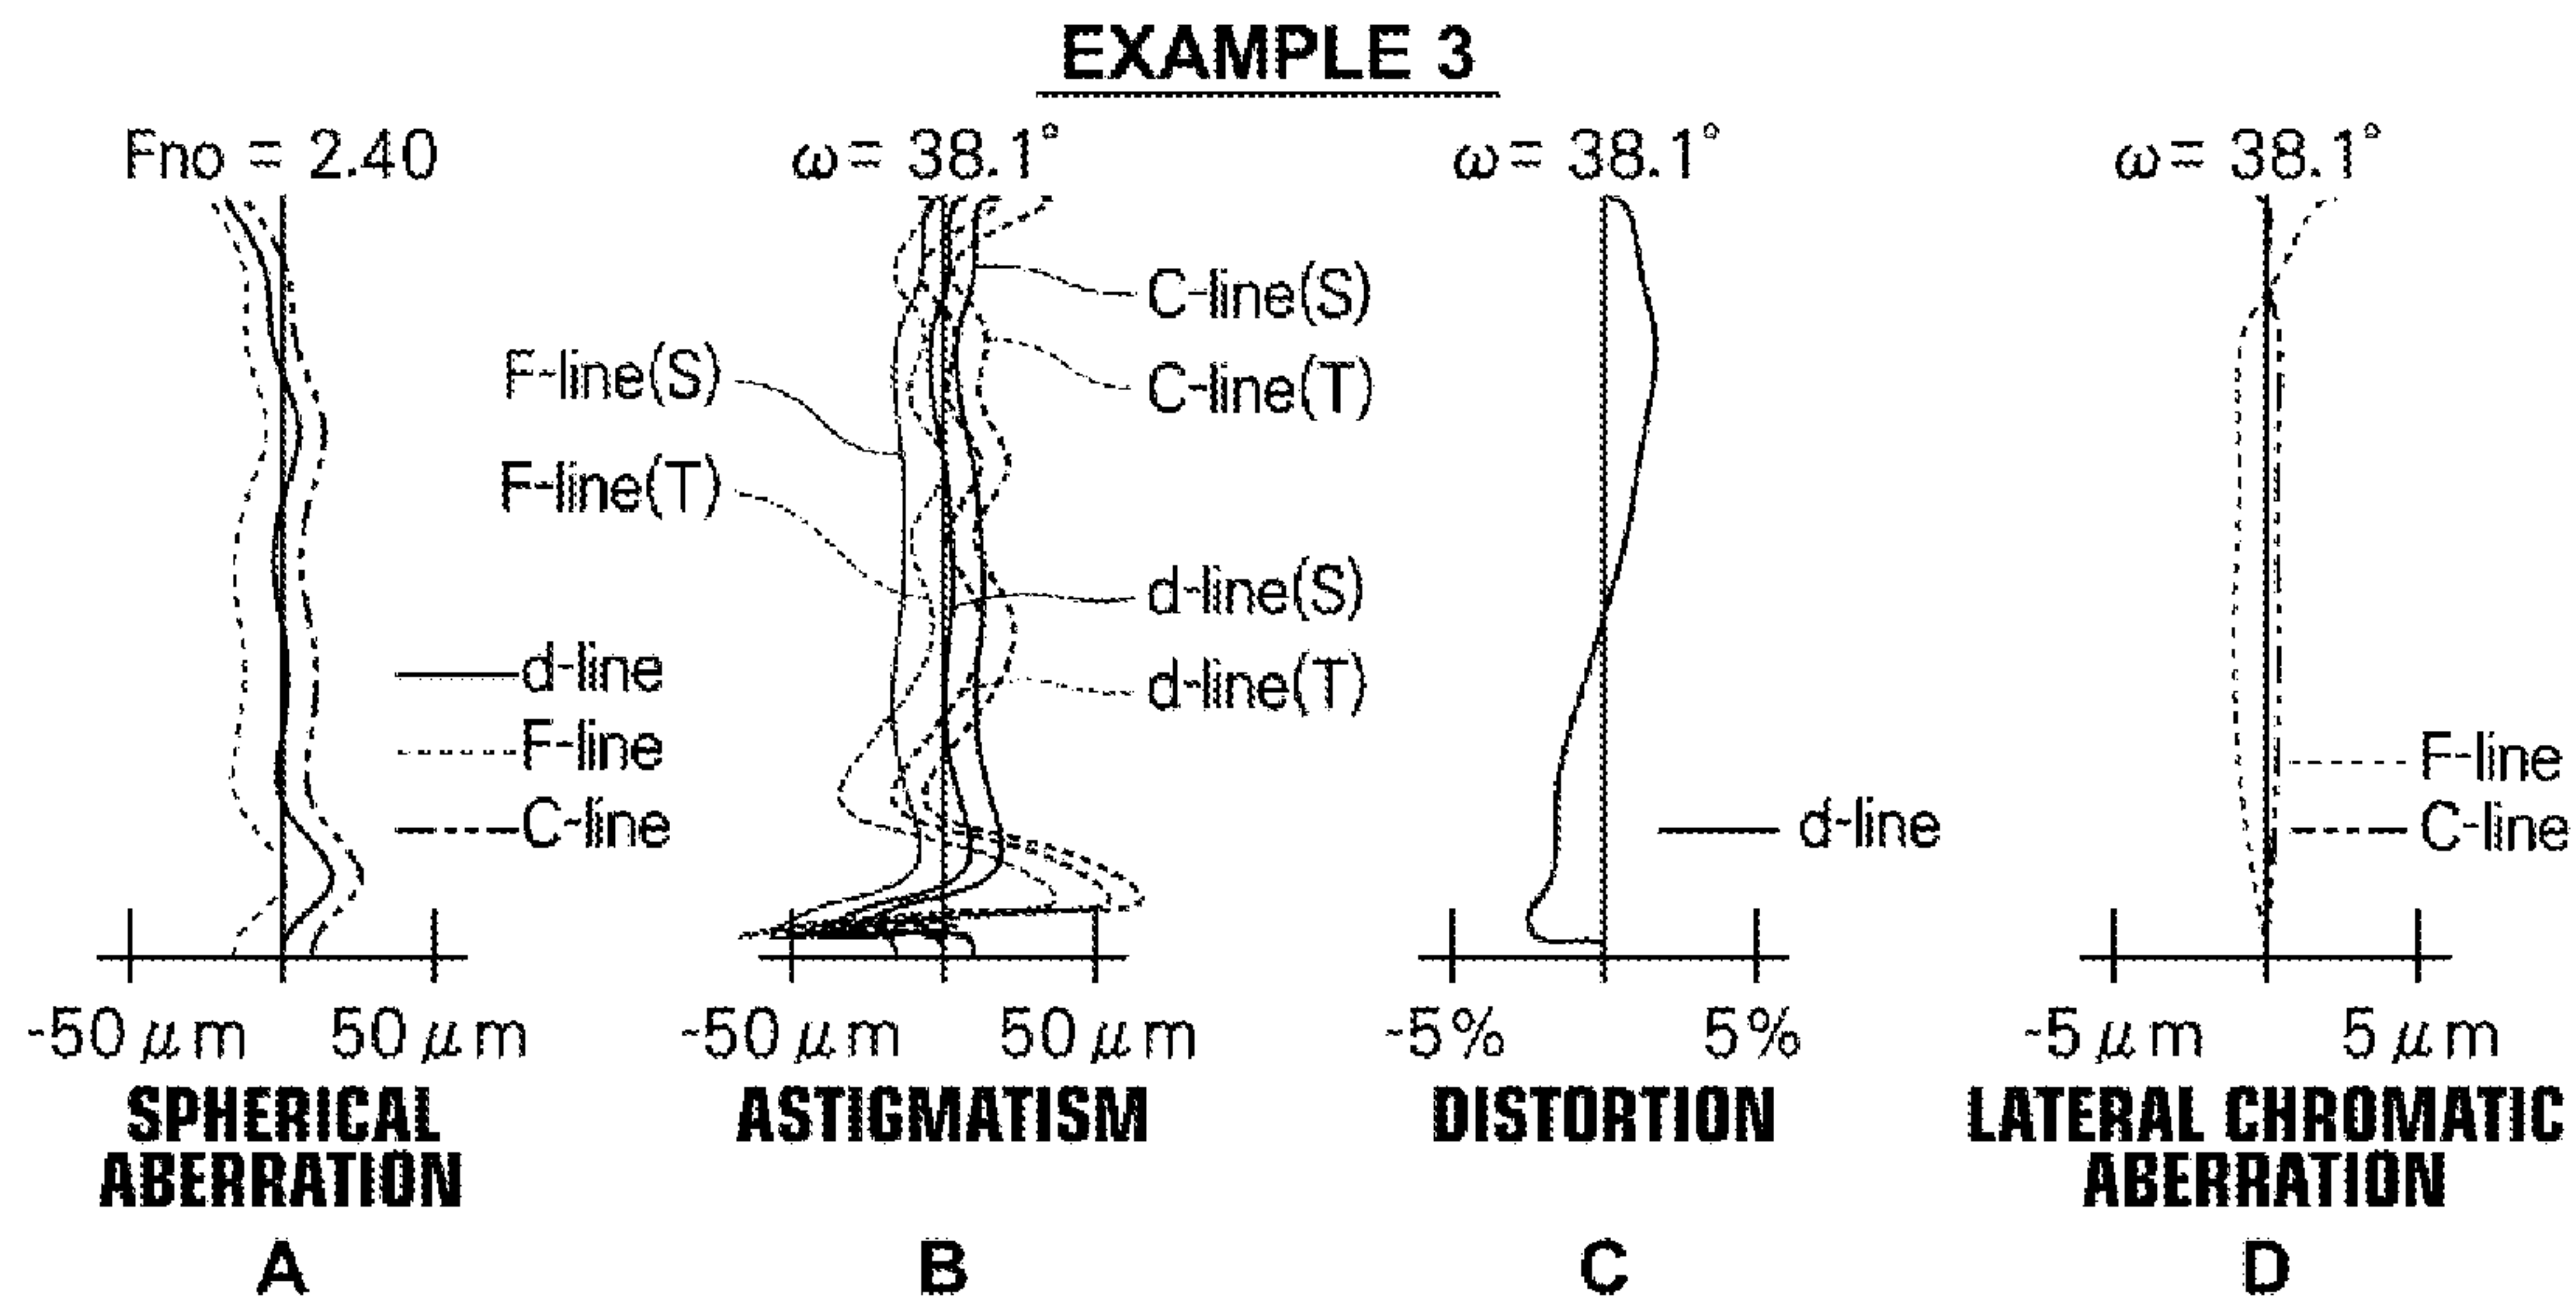 EXAMPLE 3
Fno = 2.40
d-line
F-line
C-line
-50 μm 50 μm
SPHERICAL
ABERRATION
A
ω = 38.1°
C-line(S)
C-line(T)
F-line(S)
F-line(T)
d-line(S)
d-line(T)
-50 μm 50 μm
ASTIGMATISM
B
ω = 38.1°
d-line
-5% 5%
DISTORTION
C
ω = 38.1°
F-line
C-line
-5 μm 5 μm
LATERAL CHROMATIC
ABERRATION
D